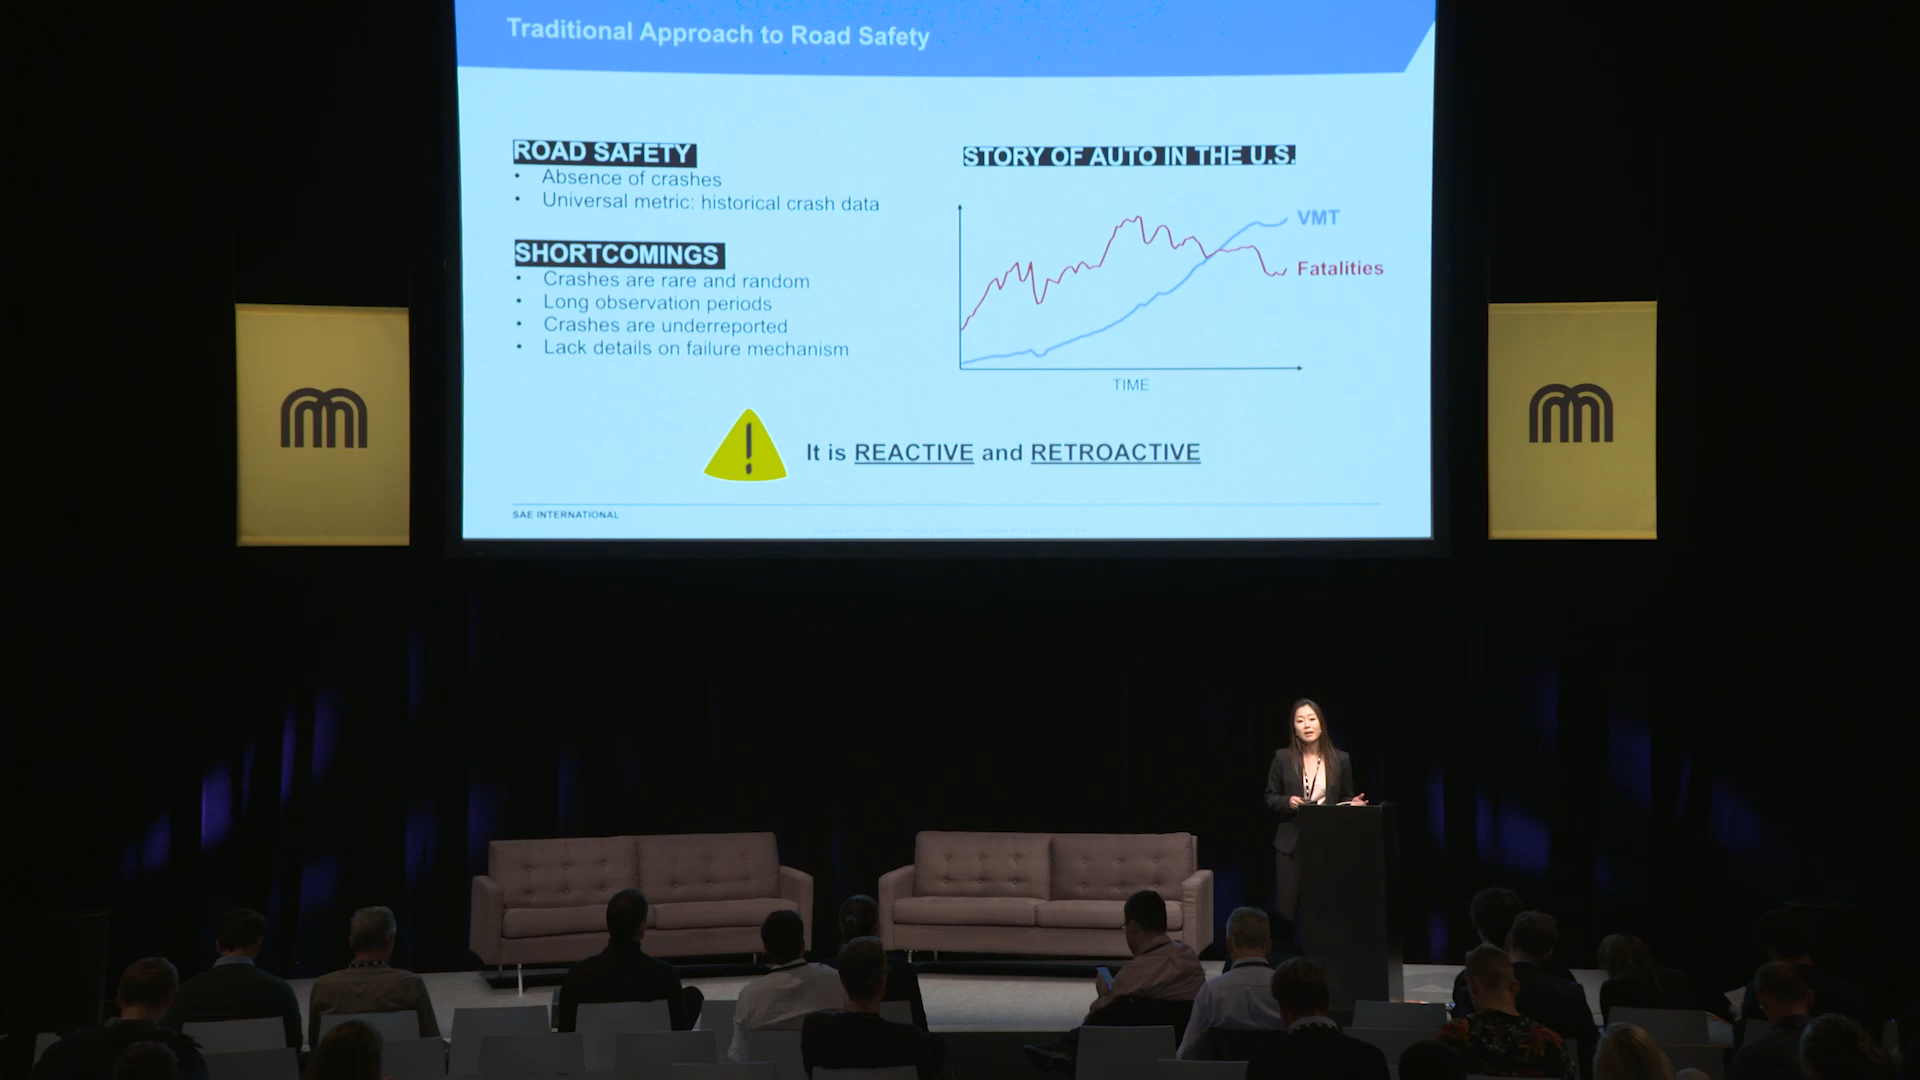 Traditional Approach to Road Safety
ROAD SAFETY
• Absence of crashes
• Universal metric: historical crash data
SHORTCOMINGS
• Crashes are rare and random
• Long observation periods
• Crashes are underreported
• Lack details on failure mechanism
STORY OF AUTO IN THE U.S.
VMT
Fatalities
TIME
!
It is REACTIVE and RETROACTIVE
SAE INTERNATIONAL